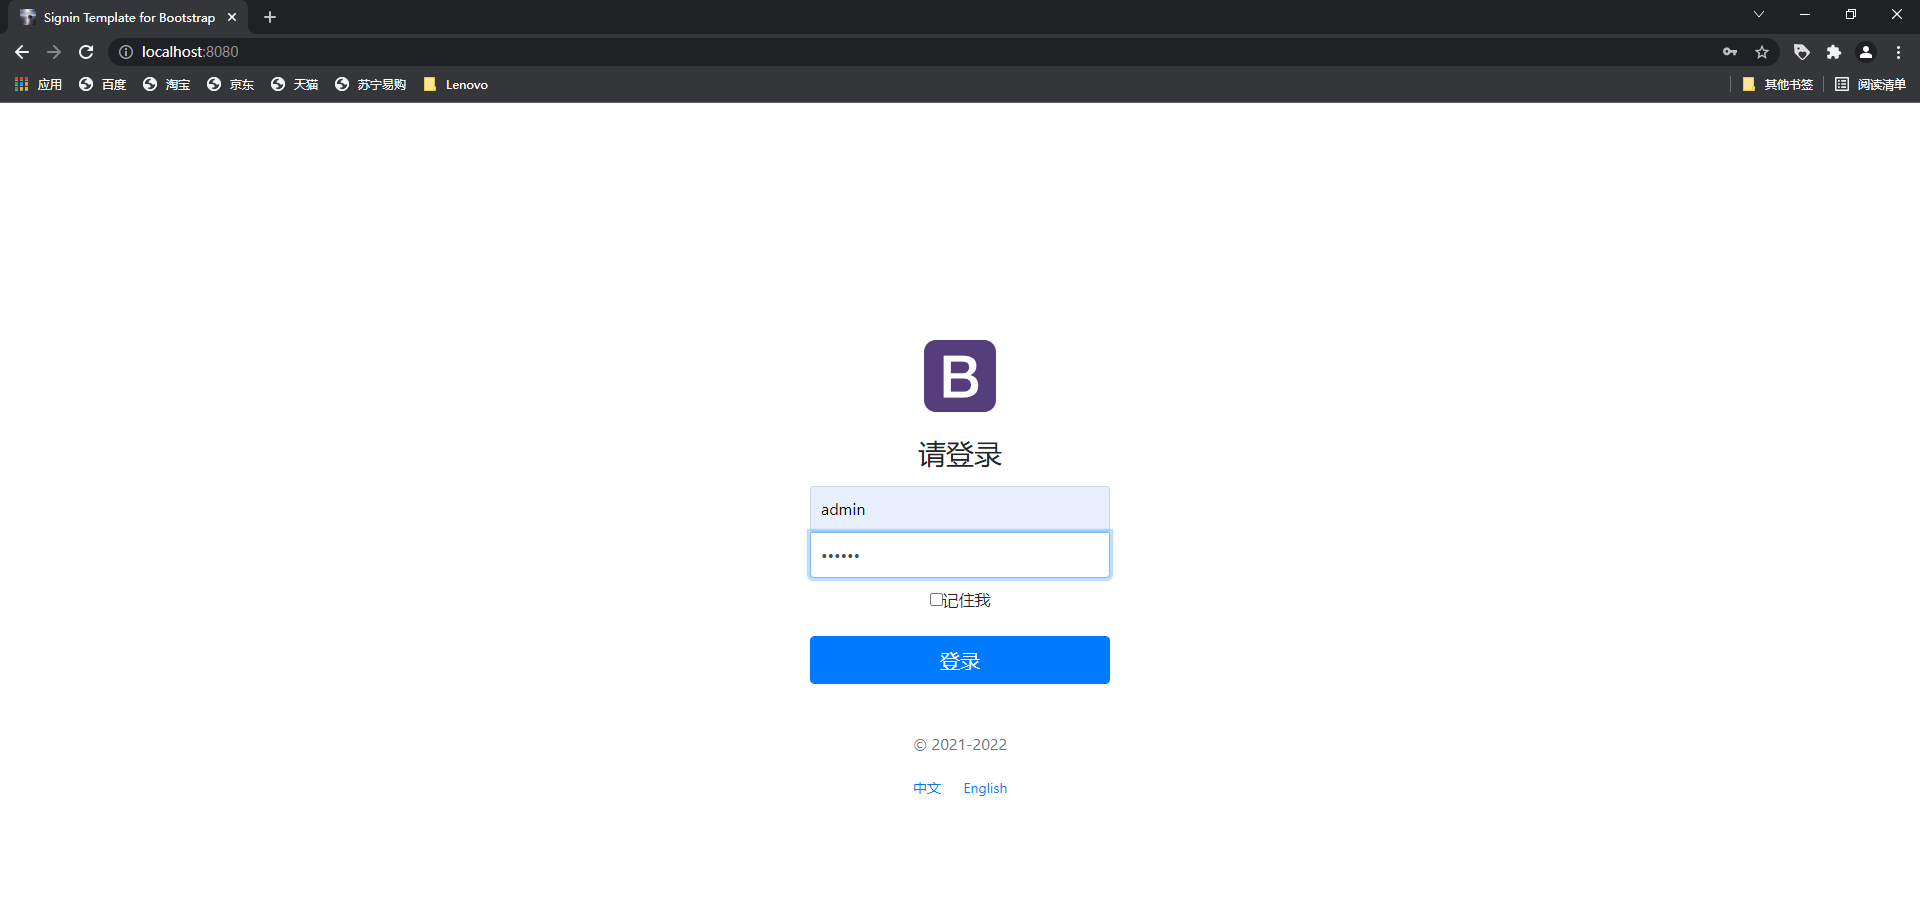 Signin Template for Bootstrap
localhost:8080
应用 百度 淘宝 京东 天猫 苏宁易购 Lenovo 其他书签 阅读清单
B
请登录
admin
••••••
记住我
登录
© 2021-2022
中文 English